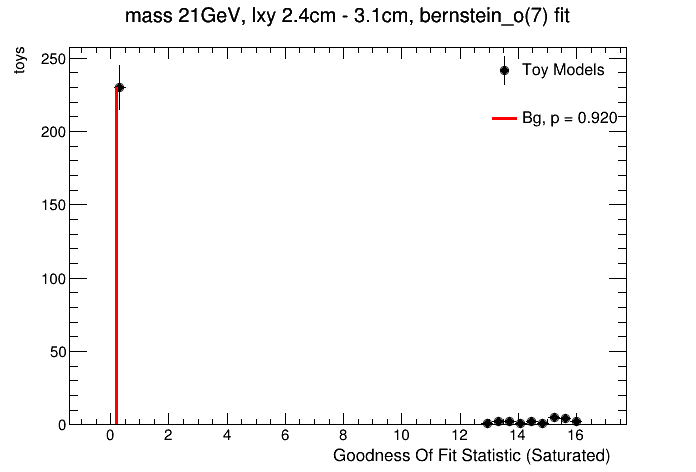 mass 21GeV, lxy 2.4cm - 3.1cm, bernstein_o(7) fit
toys
250
200
150
100
50
0
Toy Models
Bg, p = 0.920
0 2 4 6 8 10 12 14 16
Goodness Of Fit Statistic (Saturated)